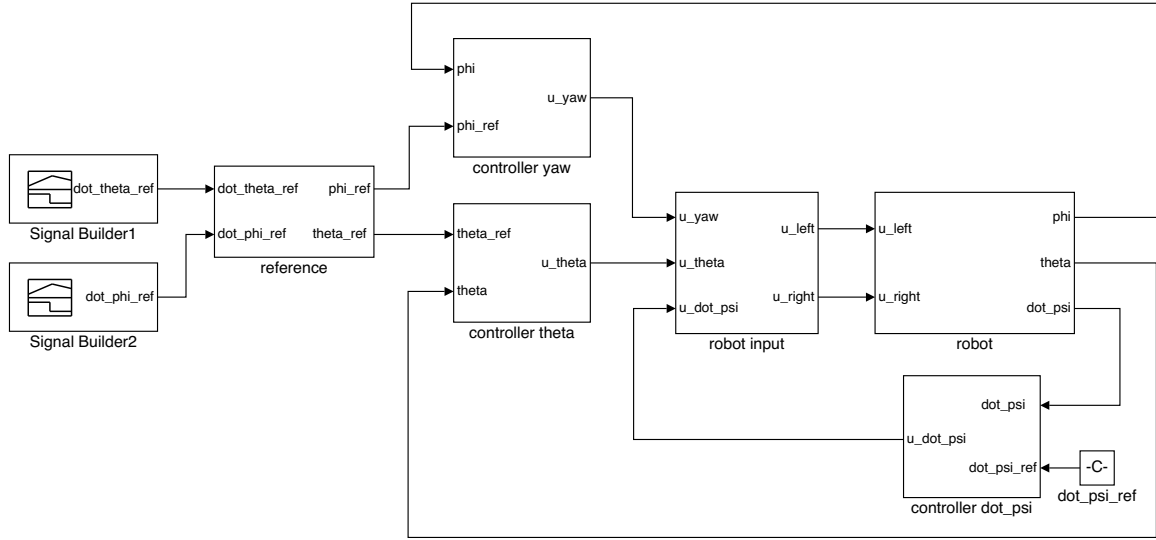 phi
u_yaw
phi_ref
controller yaw
dot_theta_ref
Signal Builder1
dot_phi_ref
Signal Builder2
dot_theta_ref
phi_ref
dot_phi_ref
theta_ref
reference
theta_ref
u_theta
theta
controller theta
u_yaw
u_left
u_theta
u_right
u_dot_psi
robot input
u_left
phi
theta
u_right
dot_psi
robot
dot_psi
u_dot_psi
dot_psi_ref
controller dot_psi
-C-
dot_psi_ref